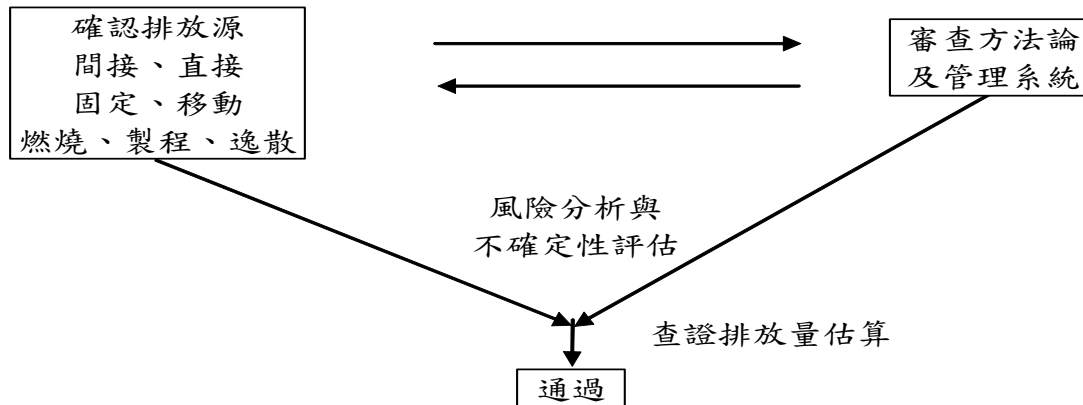 確認排放源
間接、直接
固定、移動
燃燒、製程、逸散
審查方法論
及管理系統
風險分析與
不確定性評估
查證排放量估算
通過